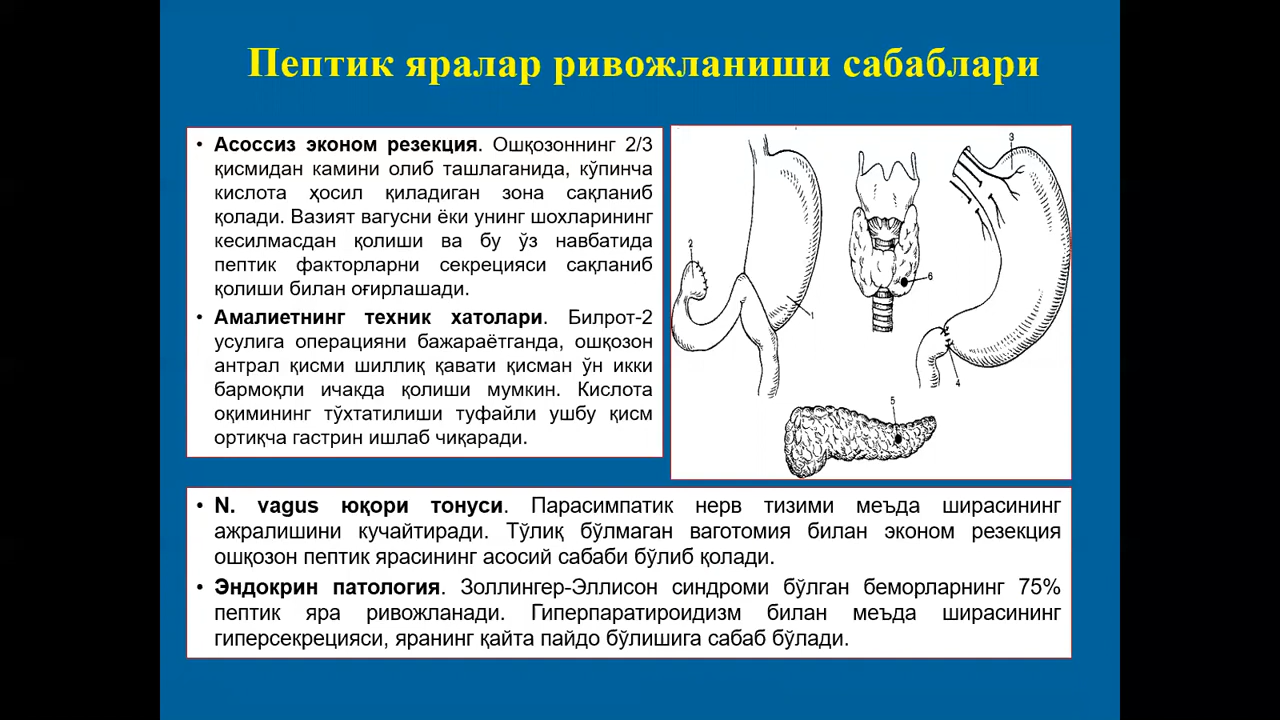 Пептик яралар ривожланиши сабаблари
• Асоссиз эконом резекция. Ошқозоннинг 2/3
қисмидан камини олиб ташлаганида, кўпинча
кислота ҳосил қиладиган зона сақланиб
қолади. Вазият вагусни ёки унинг шохларининг
кесилмасдан қолиши ва бу ўз навбатида
пептик факторларни секрецияси сақланиб
қолиши билан оғирлашади.
• Амалиетнинг техник хатолари. Билрот-2
усулига операцияни бажараётганда, ошқозон
антрал қисми шиллиқ қавати қисман ўн икки
бармоқли ичакда қолиши мумкин. Кислота
оқимининг тўхтатилиши туфайли ушбу қисм
ортиқча гастрин ишлаб чиқаради.
3
2
6
1
4
5
• N. vagus юқори тонуси. Парасимпатик нерв тизими меъда ширасининг
ажралишини кучайтиради. Тўлиқ бўлмаган ваготомия билан эконом резекция
ошқозон пептик ярасининг асосий сабаби бўлиб қолади.
• Эндокрин патология. Золлингер-Эллисон синдроми бўлган беморларнинг 75%
пептик яра ривожланади. Гиперпаратироидизм билан меъда ширасининг
гиперсекрецияси, яранинг қайта пайдо бўлишига сабаб бўлади.